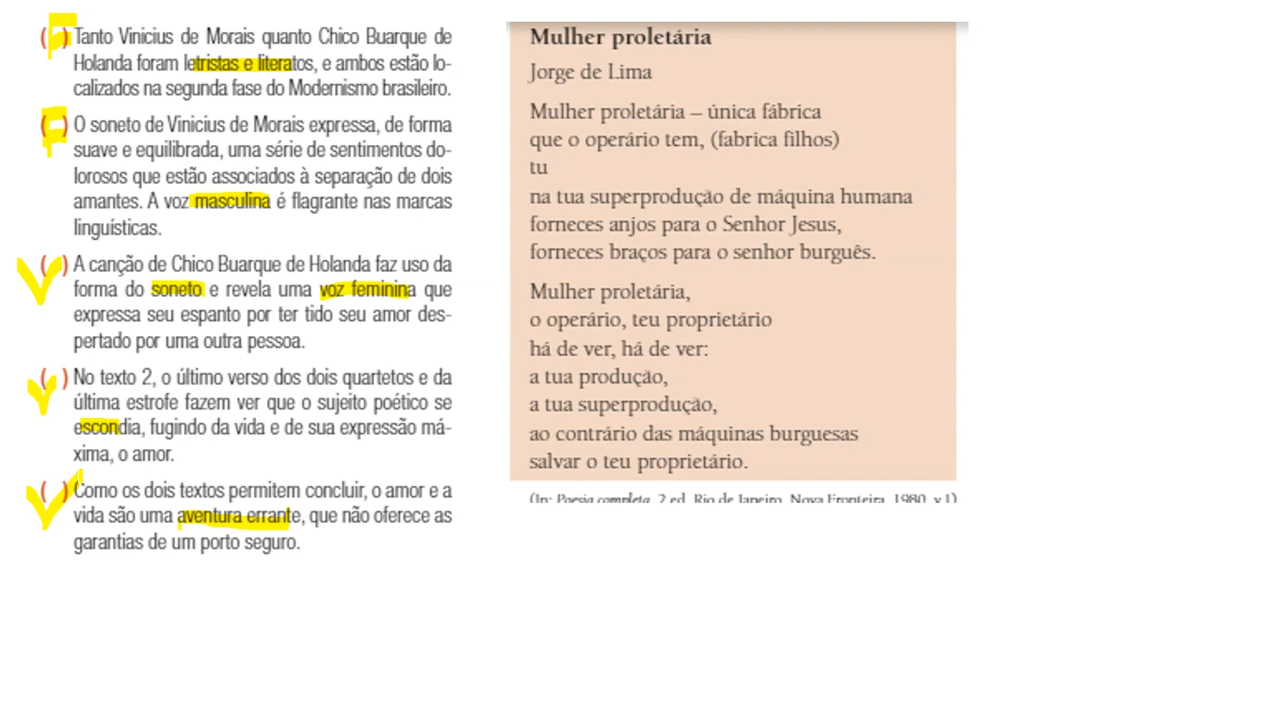 ( ) Tanto Vinicius de Morais quanto Chico Buarque de
Holanda foram letristas e literatos, e ambos estão lo-
calizados na segunda fase do Modernismo brasileiro.
( ) O soneto de Vinicius de Morais expressa, de forma
suave e equilibrada, uma série de sentimentos do-
lorosos que estão associados à separação de dois
amantes. A voz masculina é flagrante nas marcas
linguísticas.
( ) A canção de Chico Buarque de Holanda faz uso da
forma do soneto e revela uma voz feminina que
expressa seu espanto por ter tido seu amor des-
pertado por uma outra pessoa.
( ) No texto 2, o último verso dos dois quartetos e da
última estrofe fazem ver que o sujeito poético se
escondia, fugindo da vida e de sua expressão má-
xima, o amor.
( ) Como os dois textos permitem concluir, o amor e a
vida são uma aventura errante, que não oferece as
garantias de um porto seguro.
Mulher proletária
Jorge de Lima
Mulher proletária – única fábrica
que o operário tem, (fabrica filhos)
tu
na tua superprodução de máquina humana
forneces anjos para o Senhor Jesus,
forneces braços para o senhor burguês.
Mulher proletária,
o operário, teu proprietário
há de ver, há de ver:
a tua produção,
a tua superprodução,
ao contrário das máquinas burguesas
salvar o teu proprietário.
(In: Poesia completa. 2 ed. Rio de Janeiro. Nova Fronteira, 1980. v.1)